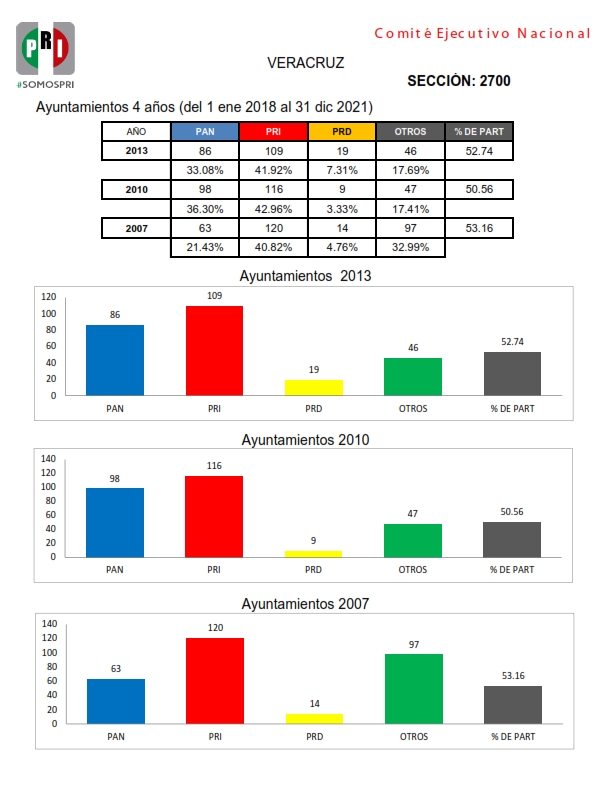 Comité Ejecutivo Nacional
PRI
#SOMOSPRI
VERACRUZ
SECCIÓN: 2700
Ayuntamientos 4 años (del 1 ene 2018 al 31 dic 2021)
AÑO PAN PRI PRD OTROS % DE PART
2013 86 109 19 46 52.74
33.08% 41.92% 7.31% 17.69%
2010 98 116 9 47 50.56
36.30% 42.96% 3.33% 17.41%
2007 63 120 14 97 53.16
21.43% 40.82% 4.76% 32.99%
Ayuntamientos 2013
120
100
80
60
40
20
0
86 109 19 46 52.74
PAN PRI PRD OTROS % DE PART
Ayuntamientos 2010
140
120
100
80
60
40
20
0
98 116 9 47 50.56
PAN PRI PRD OTROS % DE PART
Ayuntamientos 2007
140
120
100
80
60
40
20
0
63 120 14 97 53.16
PAN PRI PRD OTROS % DE PART